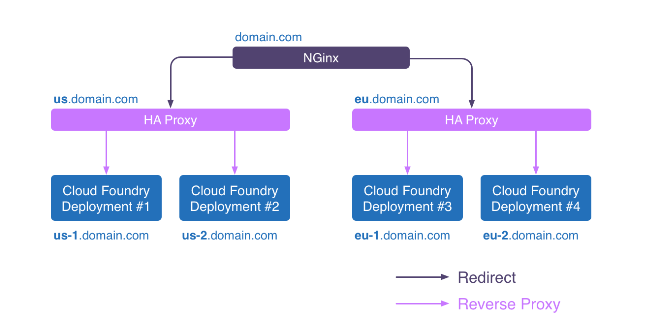 domain.com
NGinx
us.domain.com
eu.domain.com
HA Proxy
HA Proxy
Cloud Foundry
Deployment #1
Cloud Foundry
Deployment #2
Cloud Foundry
Deployment #3
Cloud Foundry
Deployment #4
us-1.domain.com
us-2.domain.com
eu-1.domain.com
eu-2.domain.com
Redirect
Reverse Proxy